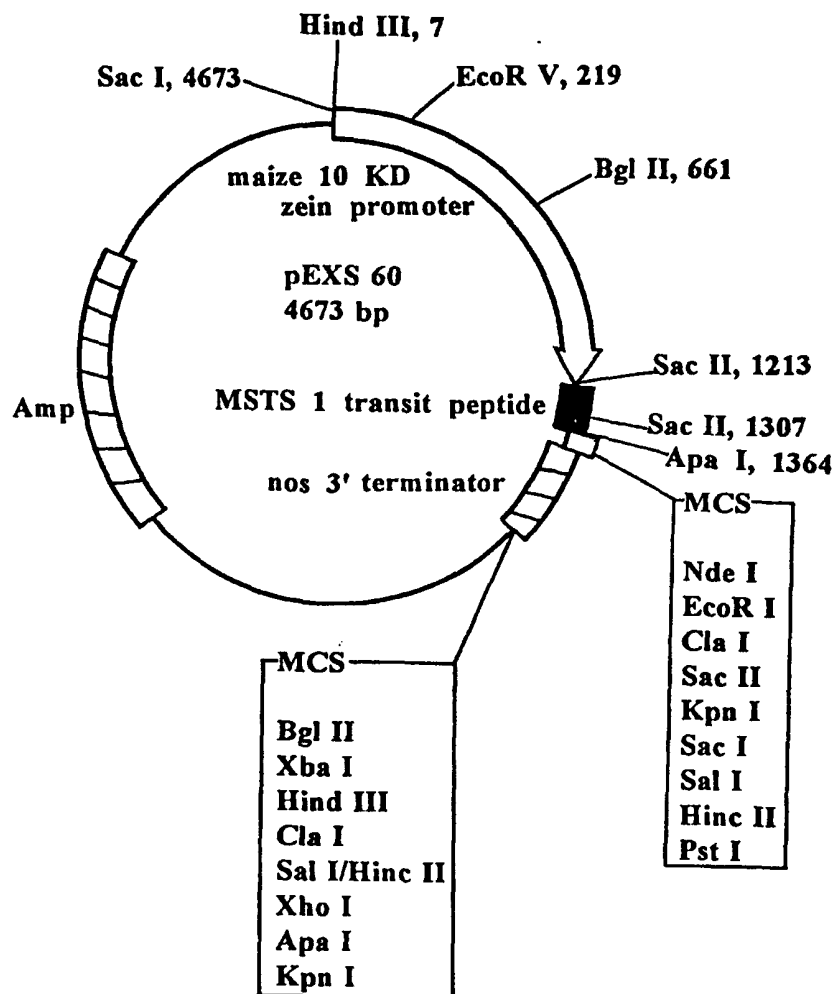 Hind III, 7
Sac I, 4673
EcoR V, 219
Bgl II, 661
maize 10 KD
zein promoter
pEXS 60
4673 bp
Sac II, 1213
MSTS 1 transit peptide
Sac II, 1307
Amp
Apa I, 1364
nos 3' terminator
MCS
Nde I
EcoR I
Cla I
Sac II
Kpn I
Sac I
Sal I
Hinc II
Pst I
MCS
Bgl II
Xba I
Hind III
Cla I
Sal I/Hinc II
Xho I
Apa I
Kpn I